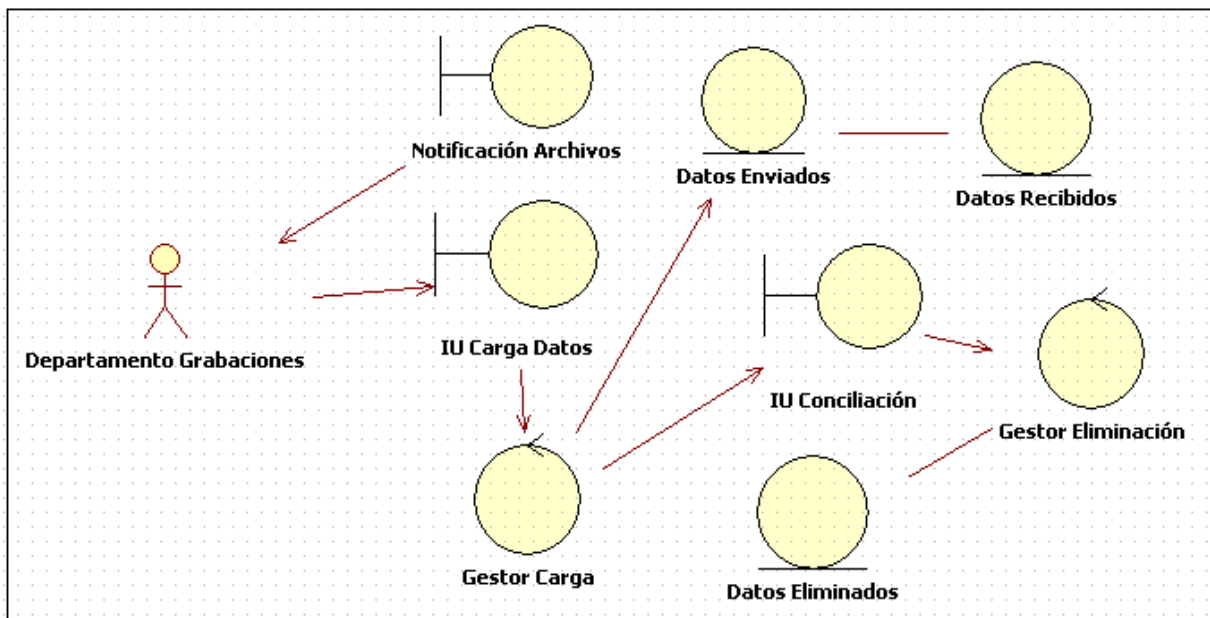 Notificación Archivos
Datos Enviados
Datos Recibidos
Departamento Grabaciones
IU Carga Datos
IU Conciliación
Gestor Eliminación
Gestor Carga
Datos Eliminados